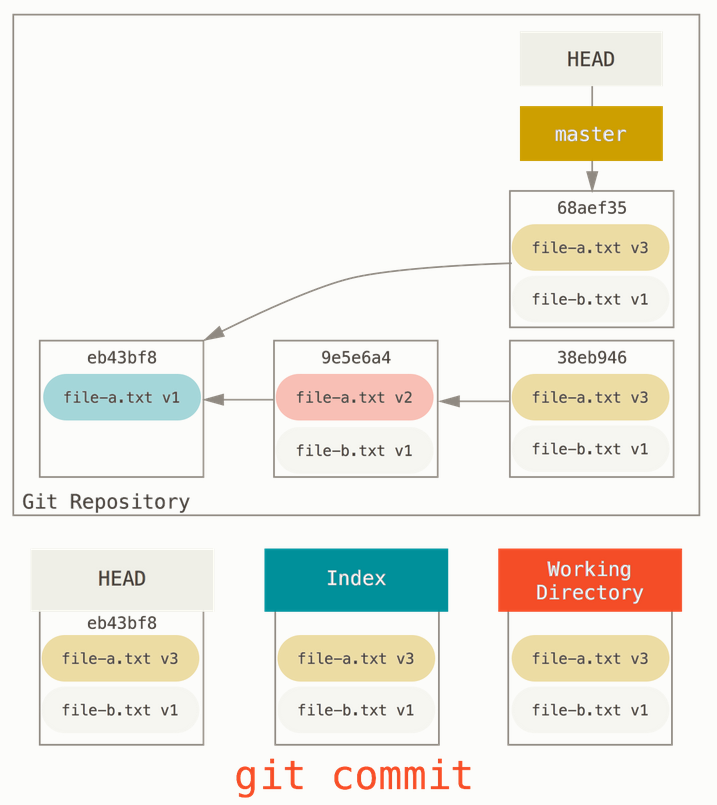 HEAD
master
68aef35
file-a.txt v3
file-b.txt v1
eb43bf8
file-a.txt v1
9e5e6a4
file-a.txt v2
file-b.txt v1
38eb946
file-a.txt v3
file-b.txt v1
Git Repository
HEAD
eb43bf8
file-a.txt v3
file-b.txt v1
Index
file-a.txt v3
file-b.txt v1
Working
Directory
file-a.txt v3
file-b.txt v1
git commit